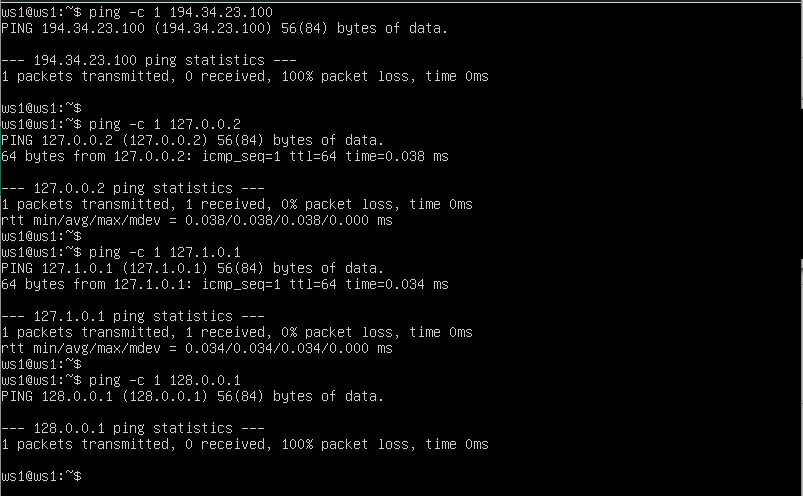 ws1@ws1:~$ ping -c 1 194.34.23.100
PING 194.34.23.100 (194.34.23.100) 56(84) bytes of data.
--- 194.34.23.100 ping statistics ---
1 packets transmitted, 0 received, 100% packet loss, time 0ms
ws1@ws1:~$
ws1@ws1:~$ ping -c 1 127.0.0.2
PING 127.0.0.2 (127.0.0.2) 56(84) bytes of data.
64 bytes from 127.0.0.2: icmp_seq=1 ttl=64 time=0.038 ms
--- 127.0.0.2 ping statistics ---
1 packets transmitted, 1 received, 0% packet loss, time 0ms
rtt min/avg/max/mdev = 0.038/0.038/0.038/0.000 ms
ws1@ws1:~$
ws1@ws1:~$ ping -c 1 127.1.0.1
PING 127.1.0.1 (127.1.0.1) 56(84) bytes of data.
64 bytes from 127.1.0.1: icmp_seq=1 ttl=64 time=0.034 ms
--- 127.1.0.1 ping statistics ---
1 packets transmitted, 1 received, 0% packet loss, time 0ms
rtt min/avg/max/mdev = 0.034/0.034/0.034/0.000 ms
ws1@ws1:~$
ws1@ws1:~$ ping -c 1 128.0.0.1
PING 128.0.0.1 (128.0.0.1) 56(84) bytes of data.
--- 128.0.0.1 ping statistics ---
1 packets transmitted, 0 received, 100% packet loss, time 0ms
ws1@ws1:~$